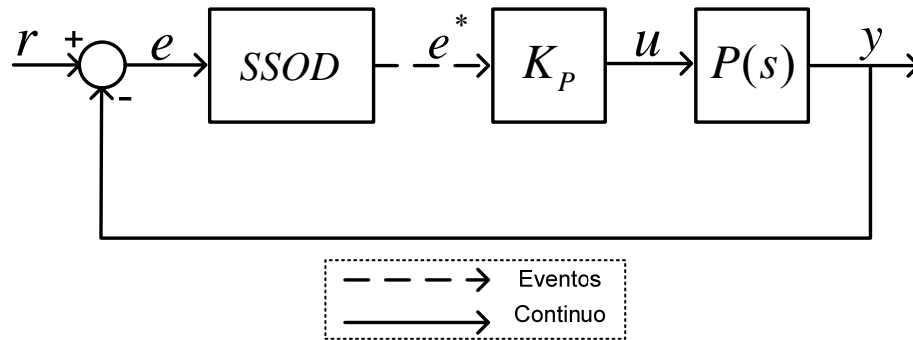 r + e SSOD e* K_P u P(s) y
-
Eventos
Continuo